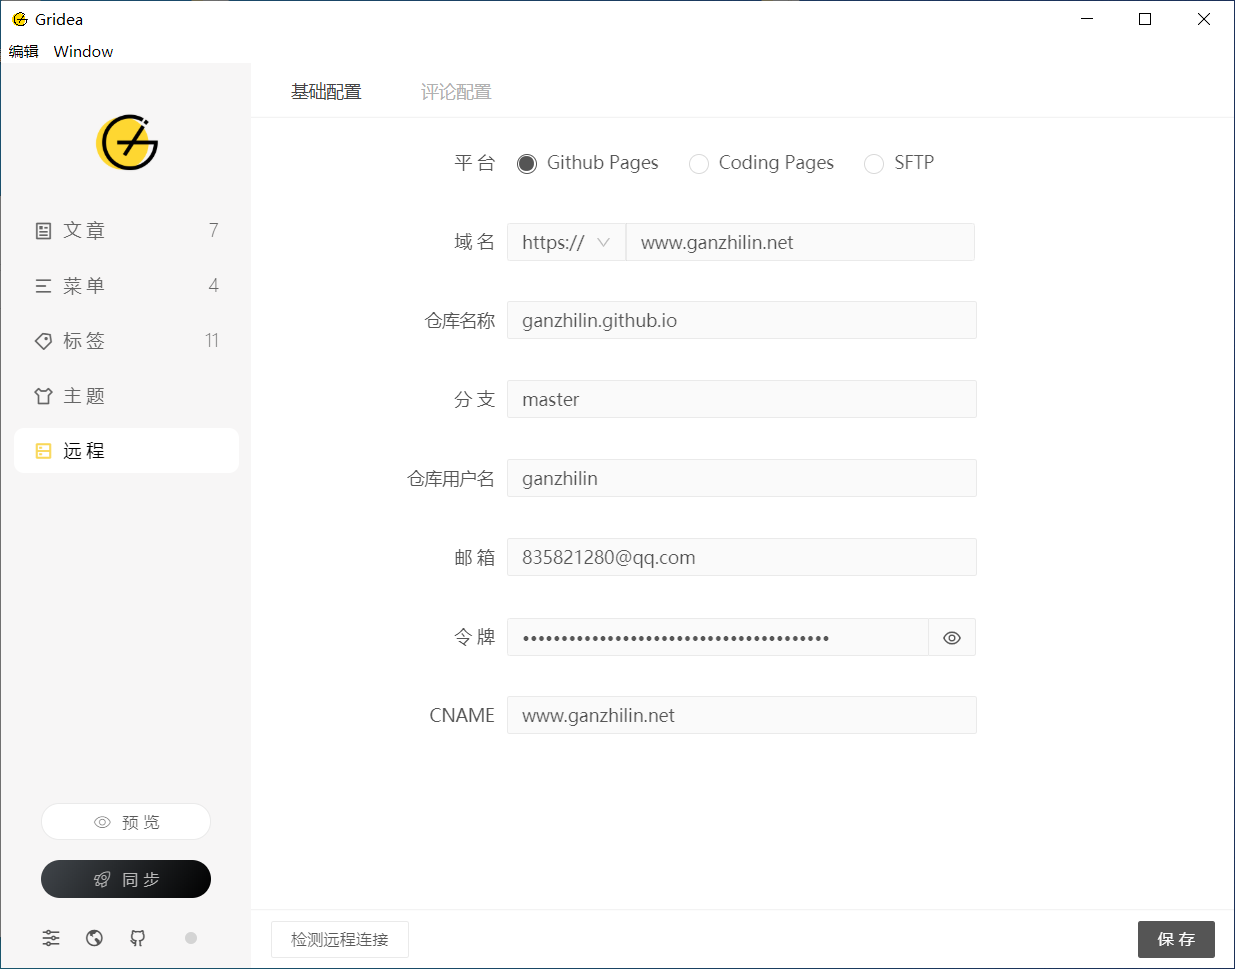 Gridea
编辑 Window
基础配置 评论配置
平台 Github Pages Coding Pages SFTP
文章 7
域名 https:// www.ganzhilin.net
菜单 4
仓库名称 ganzhilin.github.io
标签 11
主题
分支 master
远程
仓库用户名 ganzhilin
邮箱 835821280@qq.com
令牌 ••••••••••••••••••••••••••••••••••••••••
CNAME www.ganzhilin.net
预览
同步
检测远程连接 保存